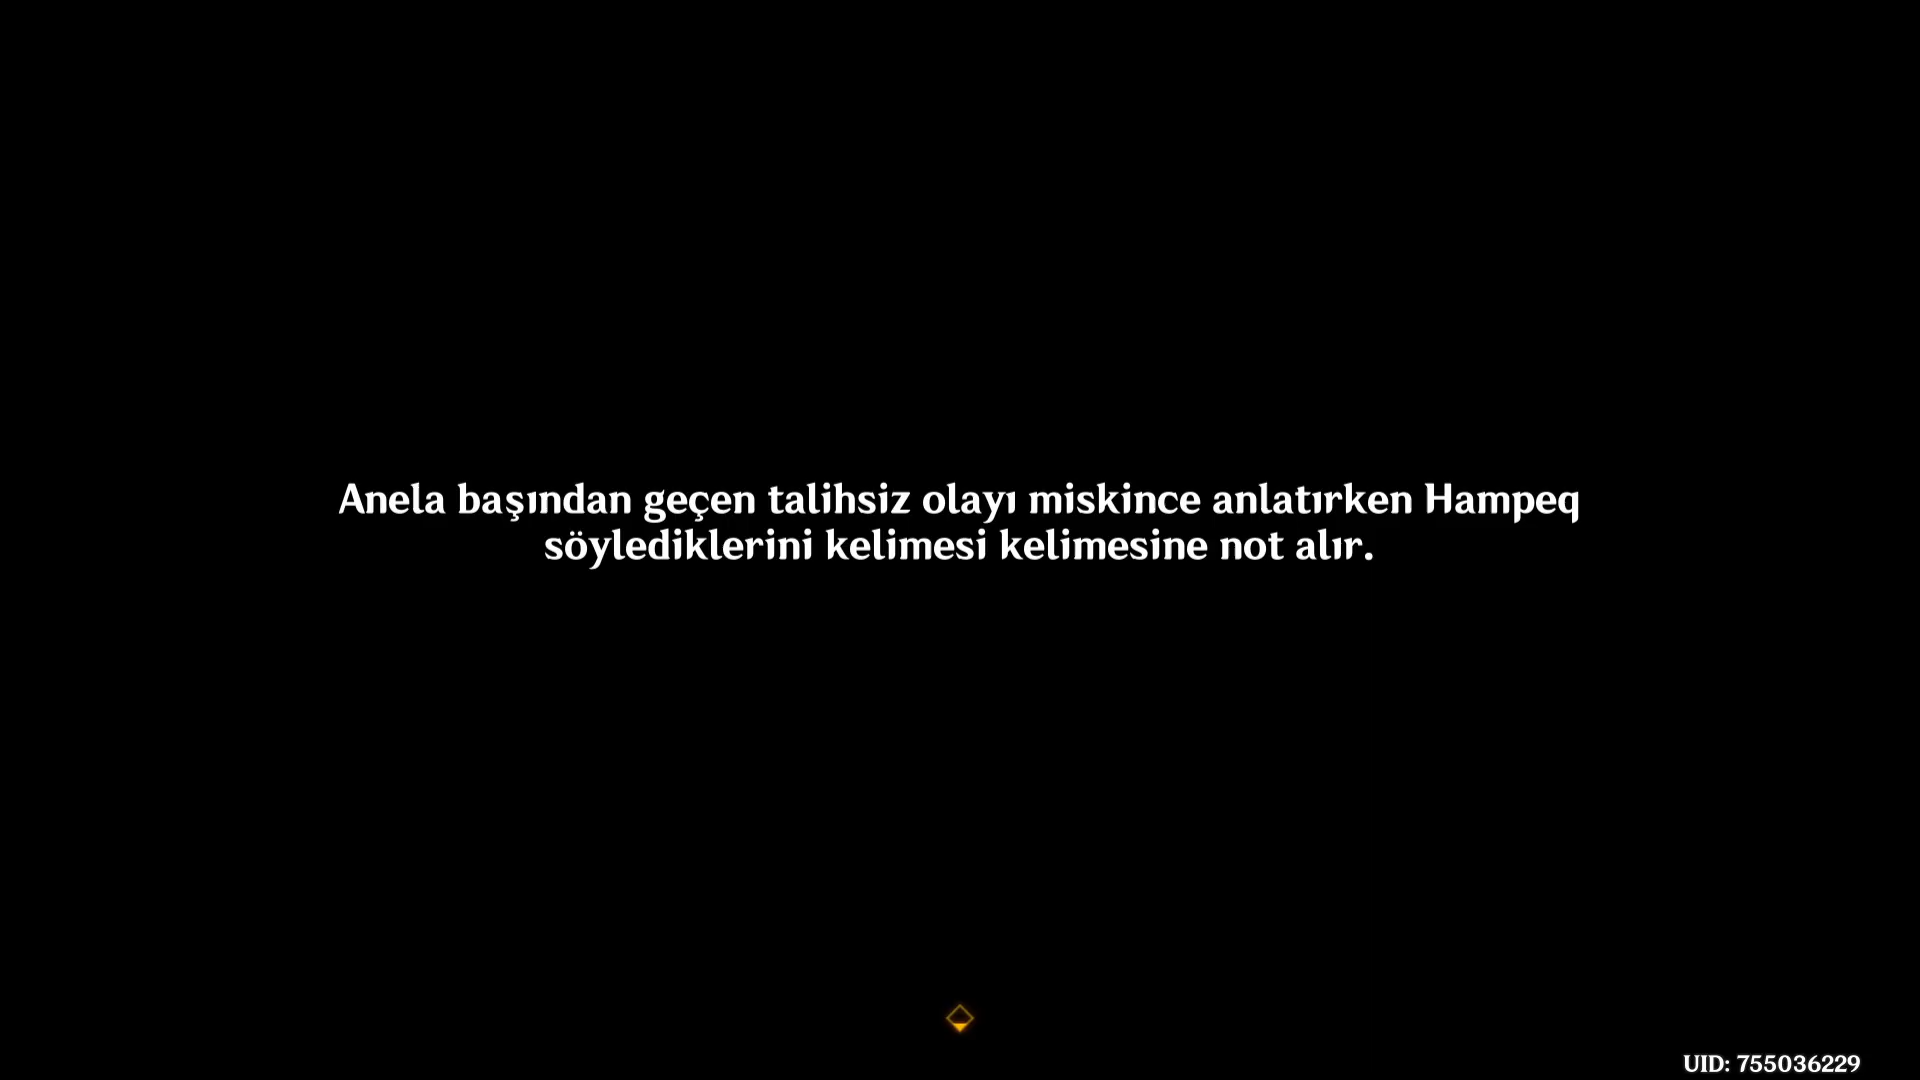 Anela başından geçen talihsiz olayı miskince anlatırken Hampeq
söylediklerini kelimesi kelimesine not alır.
UID: 755036229